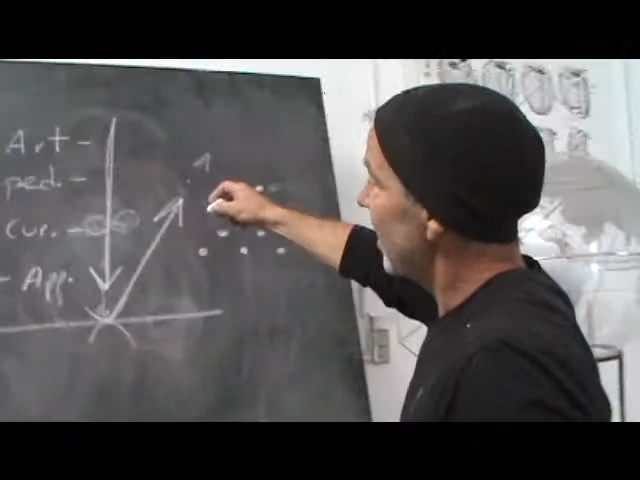 Art -
ped. -
cur. -
- App.
A